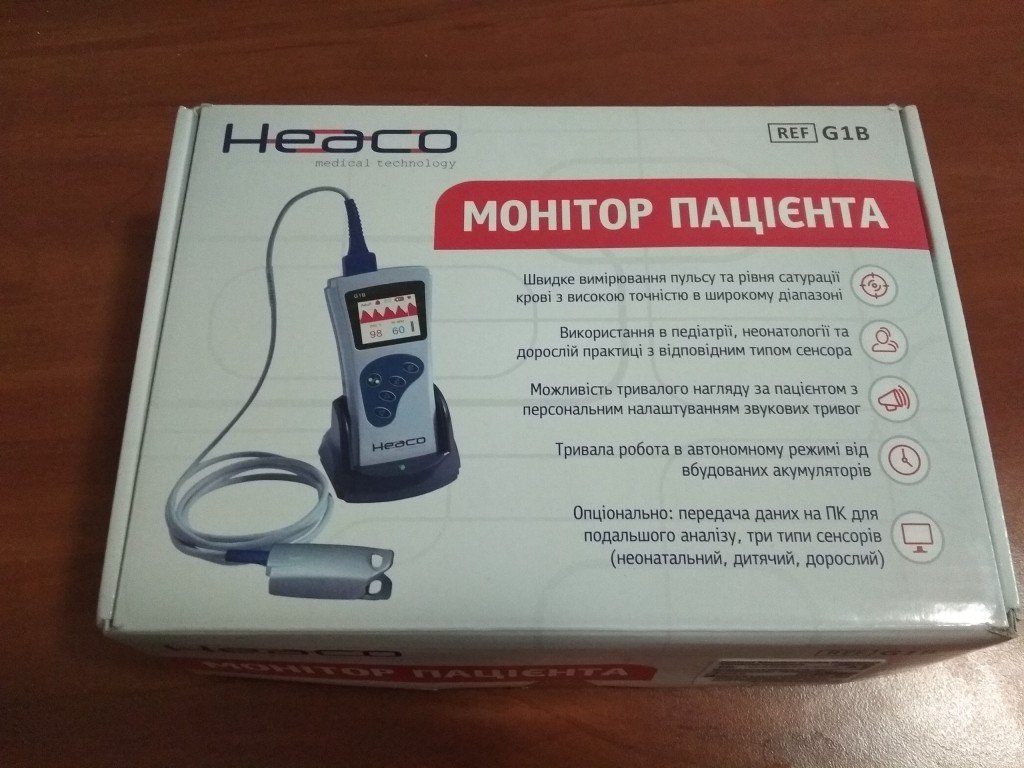 Heaco
medical technology
REF G1B
МОНІТОР ПАЦІЄНТА
Швидке вимірювання пульсу та рівня сатурації
крові з високою точністю в широкому діапазоні
Використання в педіатрії, неонатології та
дорослій практиці з відповідним типом сенсора
Можливість тривалого нагляду за пацієнтом з
персональним налаштуванням звукових тривог
Тривала робота в автономному режимі від
вбудованих акумуляторів
Опціонально: передача даних на ПК для
подальшого аналізу, три типи сенсорів
(неонатальний, дитячий, дорослий)
G1B
98 60
Heaco
Heaco
REF G1B
МОНІТОР ПАЦІЄНТА